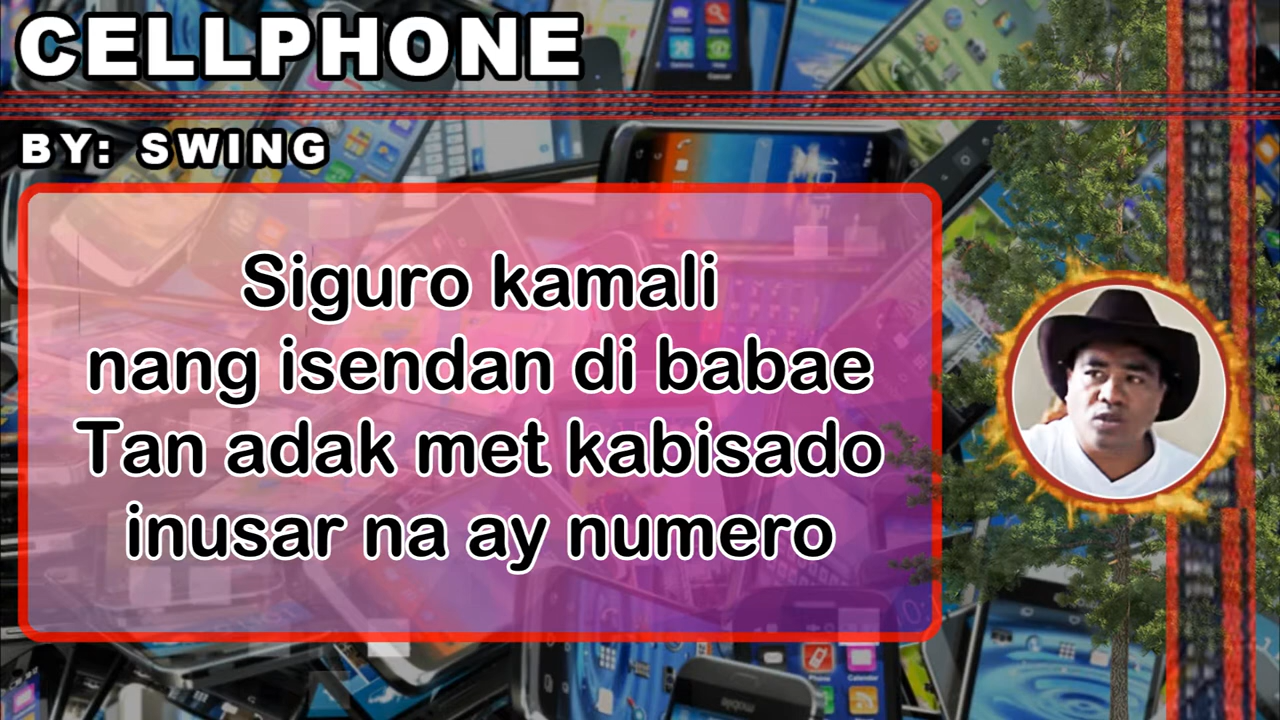 CELLPHONE
BY: SWING
Siguro kamali
nang isendan di babae
Tan adak met kabisado
inusar na ay numero